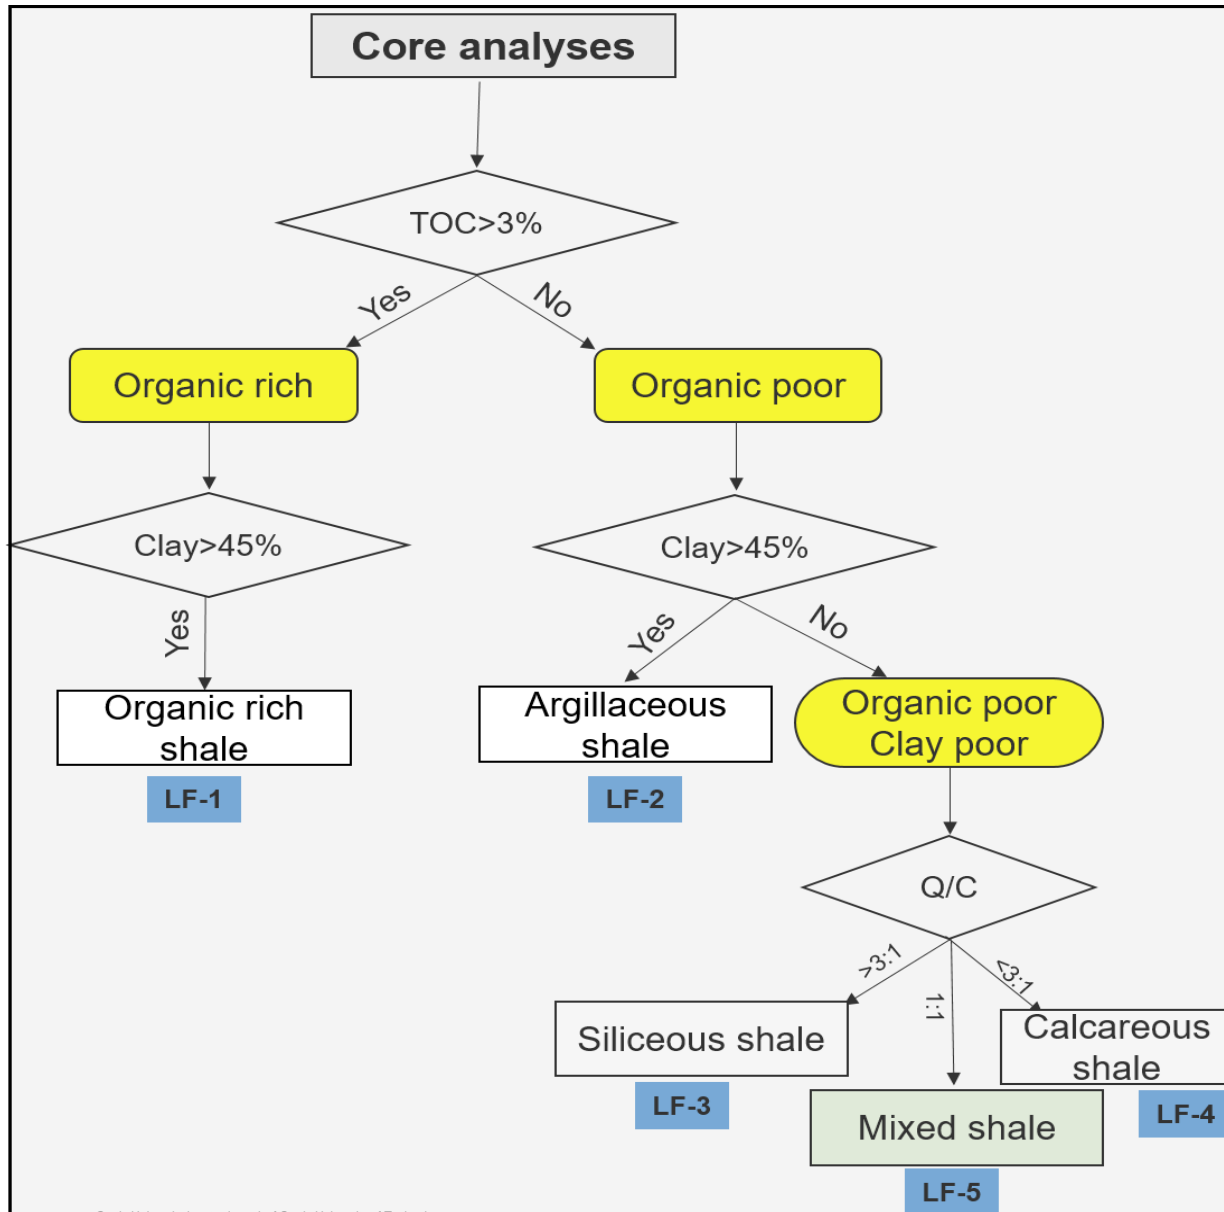 Core analyses
TOC>3%
Yes
No
Organic rich
Organic poor
Clay>45%
Clay>45%
Yes
Yes
No
Organic rich
shale
LF-1
Argillaceous
shale
LF-2
Organic poor
Clay poor
Q/C
>3:1
1:1
<3:1
Siliceous shale
LF-3
Calcareous
shale
LF-4
Mixed shale
LF-5